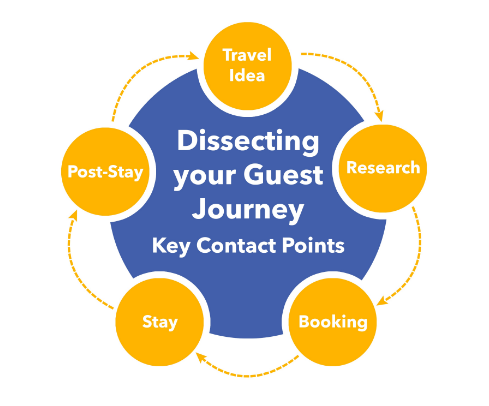 Travel
Idea
Dissecting
your Guest
Journey
Key Contact Points
Research
Booking
Stay
Post-Stay